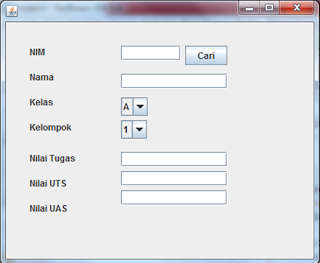 NIM Cari
Nama
Kelas A
Kelompok 1
Nilai Tugas
Nilai UTS
Nilai UAS